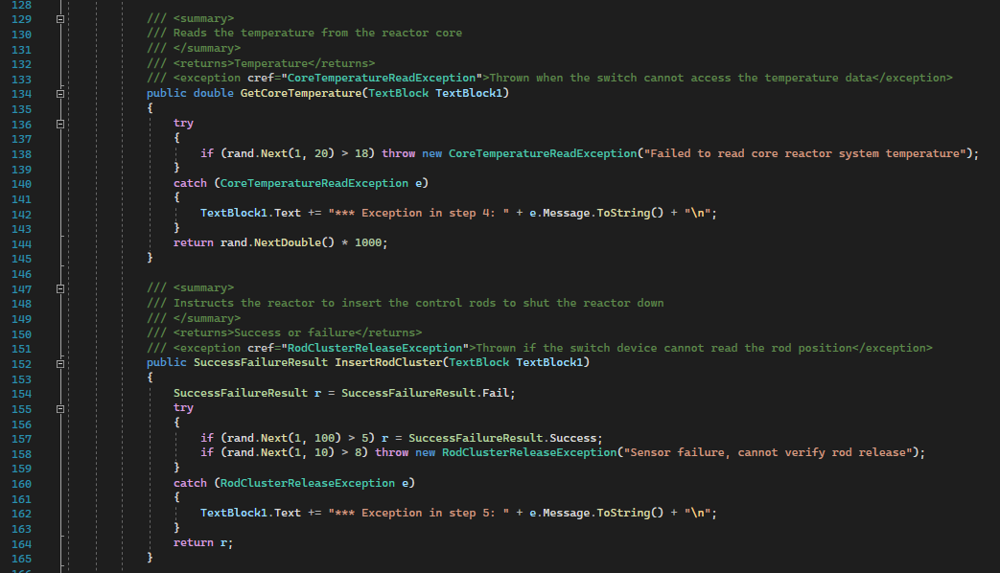 128
129 /// <summary>
130 /// Reads the temperature from the reactor core
131 /// </summary>
132 /// <returns>Temperature</returns>
133 /// <exception cref="CoreTemperatureReadException">Thrown when the switch cannot access the temperature data</exception>
134 public double GetCoreTemperature(TextBlock TextBlock1)
135 {
136 try
137 {
138 if (rand.Next(1, 20) > 18) throw new CoreTemperatureReadException("Failed to read core reactor system temperature");
139 }
140 catch (CoreTemperatureReadException e)
141 {
142 TextBlock1.Text += "*** Exception in step 4: " + e.Message.ToString() + "\n";
143 }
144 return rand.NextDouble() * 1000;
145 }
146
147 /// <summary>
148 /// Instructs the reactor to insert the control rods to shut the reactor down
149 /// </summary>
150 /// <returns>Success or failure</returns>
151 /// <exception cref="RodClusterReleaseException">Thrown if the switch device cannot read the rod position</exception>
152 public SuccessFailureResult InsertRodCluster(TextBlock TextBlock1)
153 {
154 SuccessFailureResult r = SuccessFailureResult.Fail;
155 try
156 {
157 if (rand.Next(1, 100) > 5) r = SuccessFailureResult.Success;
158 if (rand.Next(1, 10) > 8) throw new RodClusterReleaseException("Sensor failure, cannot verify rod release");
159 }
160 catch (RodClusterReleaseException e)
161 {
162 TextBlock1.Text += "*** Exception in step 5: " + e.Message.ToString() + "\n";
163 }
164 return r;
165 }